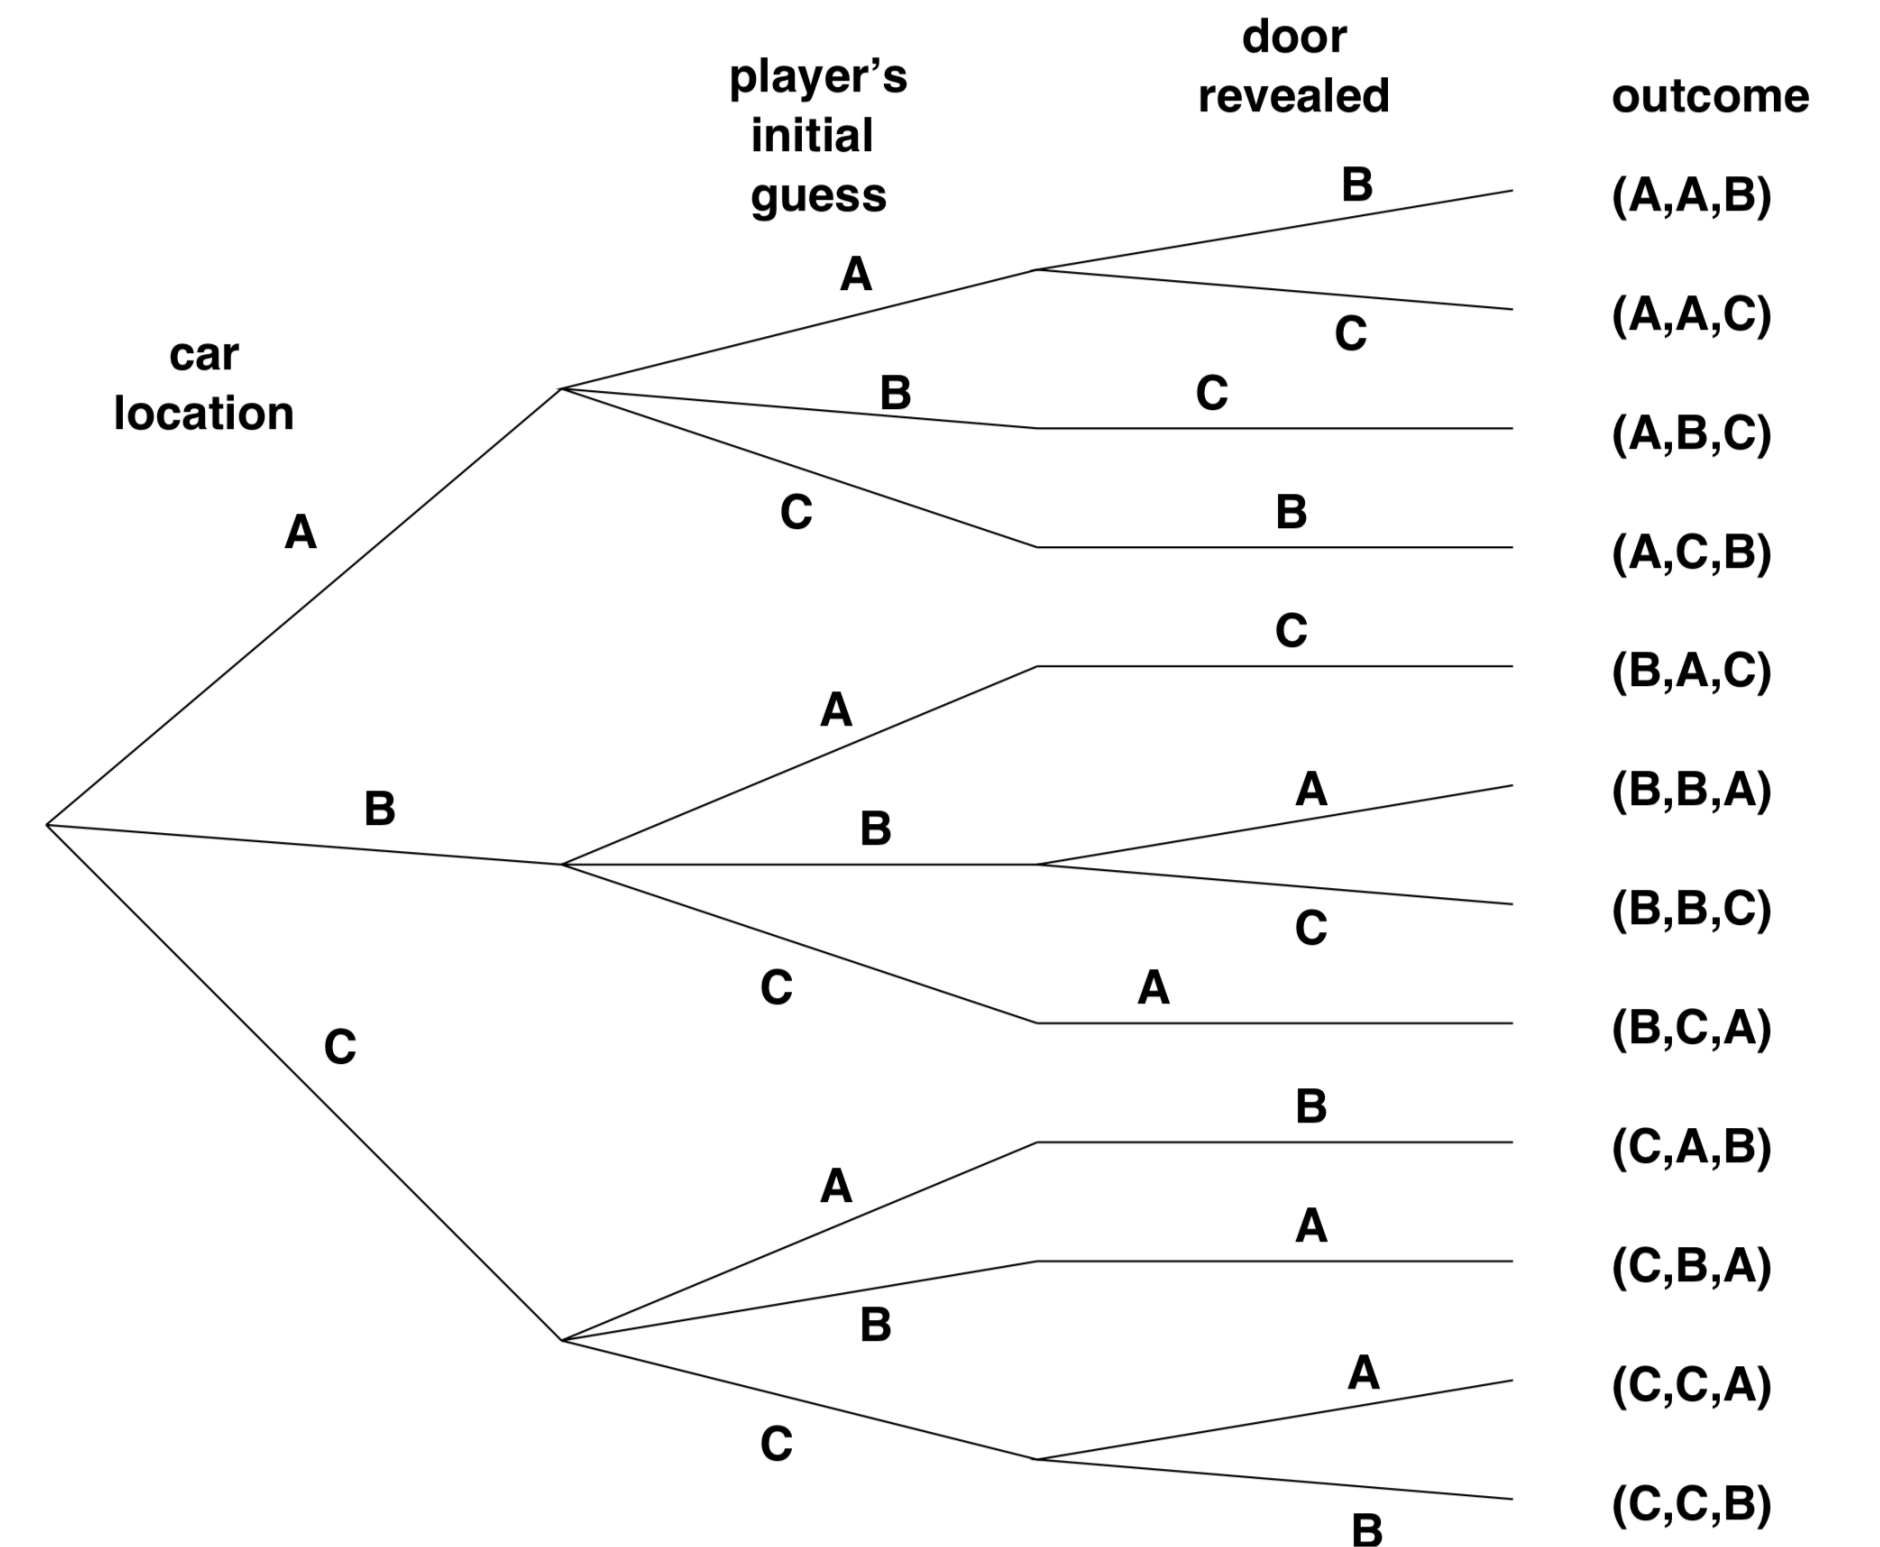 door
revealed
player’s
initial
guess
outcome
car
location
A
B
C
A
B
C
A
B
C
A
B
C
B
C
C
B
C
A
C
A
B
A
A
B
(A,A,B)
(A,A,C)
(A,B,C)
(A,C,B)
(B,A,C)
(B,B,A)
(B,B,C)
(B,C,A)
(C,A,B)
(C,B,A)
(C,C,A)
(C,C,B)